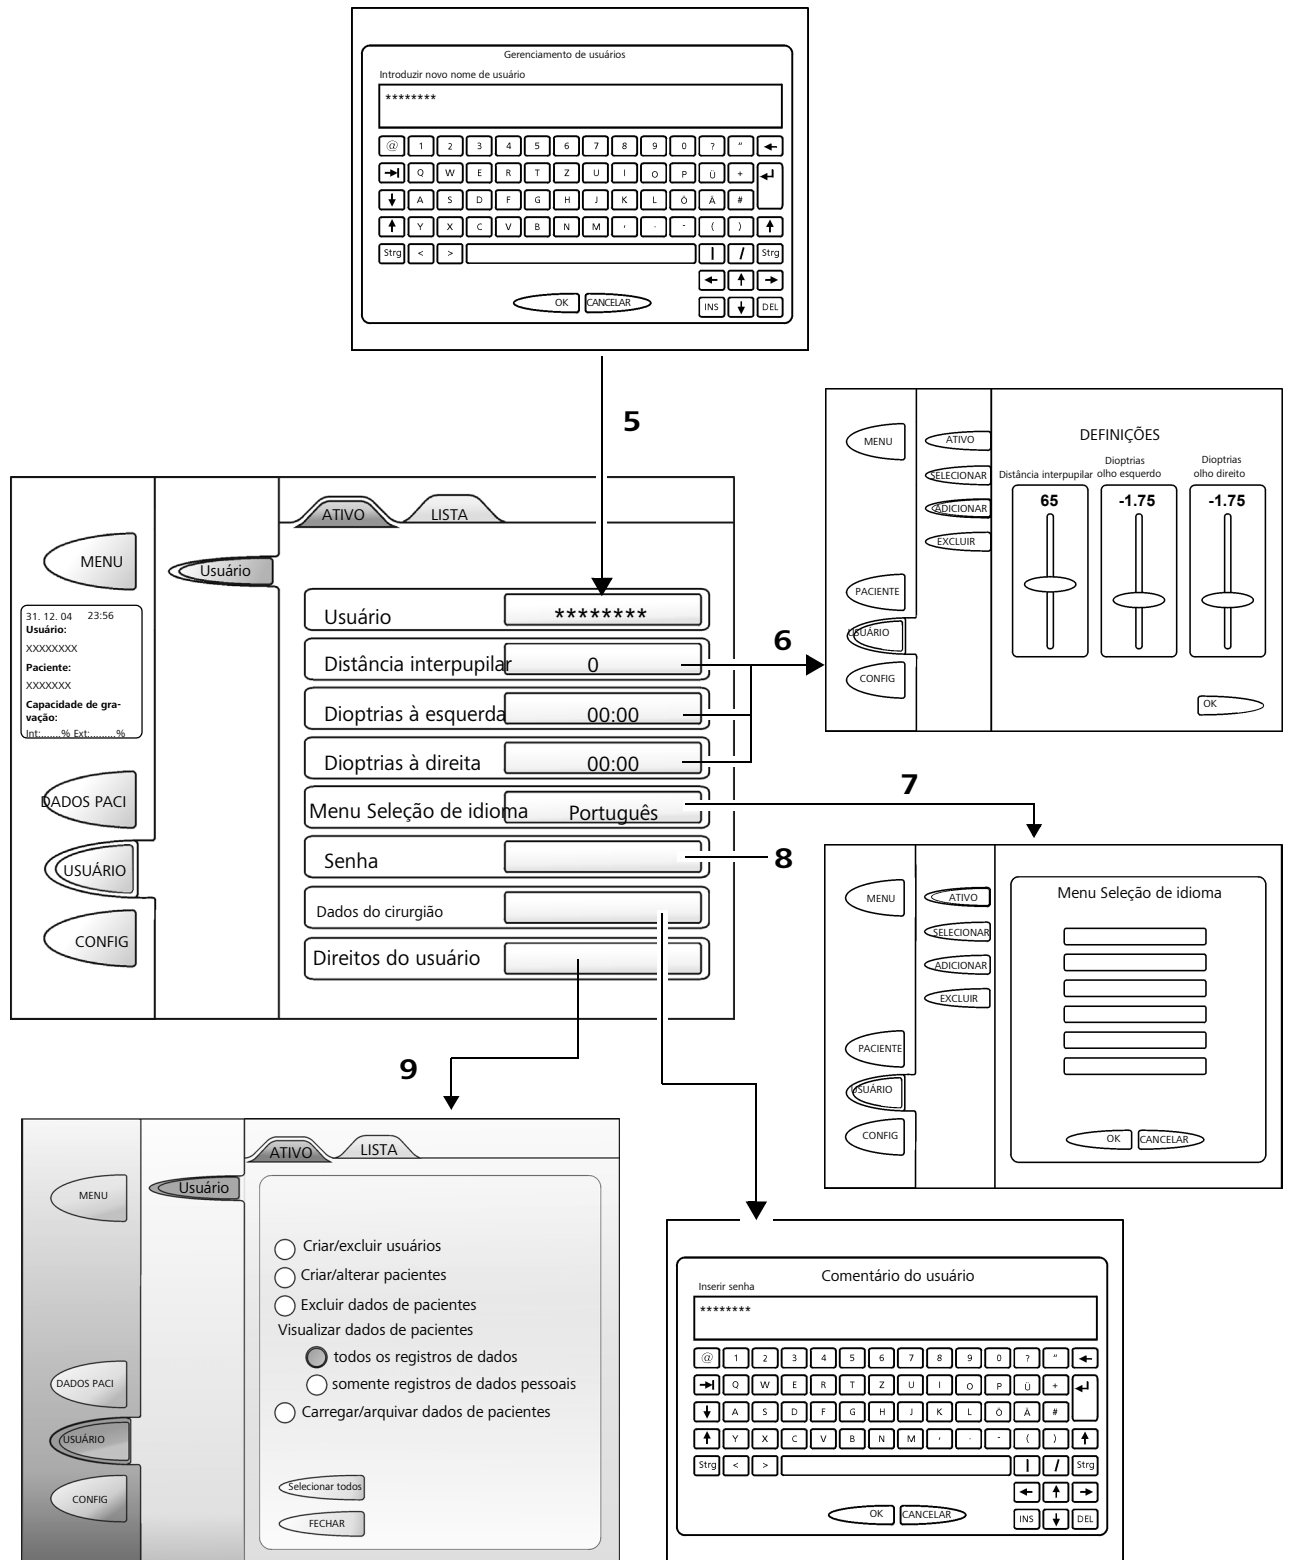 Gerenciamento de usuários
Introduzir novo nome de usuário
********
@ 1 2 3 4 5 6 7 8 9 0 ? "
Q W E R T Z U I O P Ü +
A S D F G H J K L Ö Ä #
Y X C V B N M , . - ( )
Strg < > | / Strg
OK CANCELAR INS DEL
5
MENU
ATIVO
SELECIONAR
ADICIONAR
EXCLUIR
PACIENTE
USUÁRIO
CONFIG
DEFINIÇÕES
Distância interpupilar
Dioptrias
olho esquerdo
Dioptrias
olho direito
65 -1.75 -1.75
OK
ATIVO LISTA
MENU
Usuário
31. 12. 04 23:56
Usuário:
XXXXXXXX
Paciente:
XXXXXXX
Capacidade de gra-
vação:
Int:.......% Ext:.........%
DADOS PACI
USUÁRIO
CONFIG
Usuário ********
Distância interpupilar 0
Dioptrias à esquerda 00:00
Dioptrias à direita 00:00
Menu Seleção de idioma Português
Senha
Dados do cirurgião
Direitos do usuário
6
7
8
MENU
ATIVO
SELECIONAR
ADICIONAR
EXCLUIR
PACIENTE
USUÁRIO
CONFIG
Menu Seleção de idioma
OK CANCELAR
9
ATIVO LISTA
MENU
Usuário
DADOS PACI
USUÁRIO
CONFIG
Criar/excluir usuários
Criar/alterar pacientes
Excluir dados de pacientes
Visualizar dados de pacientes
todos os registros de dados
somente registros de dados pessoais
Carregar/arquivar dados de pacientes
Selecionar todos
FECHAR
Comentário do usuário
Inserir senha
********
@ 1 2 3 4 5 6 7 8 9 0 ? "
Q W E R T Z U I O P Ü +
A S D F G H J K L Ö Ä #
Y X C V B N M , . - ( )
Strg < > | / Strg
OK CANCELAR INS DEL